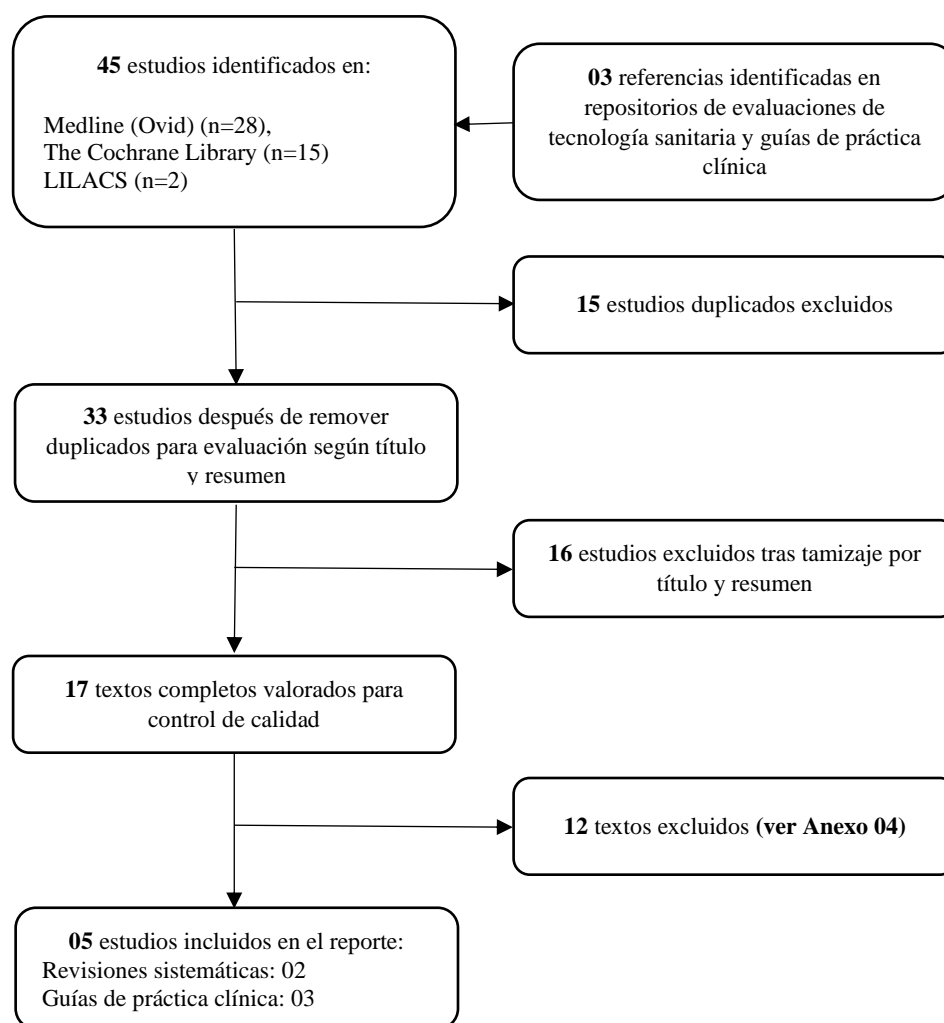 45 estudios identificados en:
Medline (Ovid) (n=28),
The Cochrane Library (n=15)
LILACS (n=2)
03 referencias identificadas en
repositorios de evaluaciones de
tecnología sanitaria y guías de práctica
clínica
15 estudios duplicados excluidos
33 estudios después de remover
duplicados para evaluación según título
y resumen
16 estudios excluidos tras tamizaje por
título y resumen
17 textos completos valorados para
control de calidad
12 textos excluidos (ver Anexo 04)
05 estudios incluidos en el reporte:
Revisiones sistemáticas: 02
Guías de práctica clínica: 03